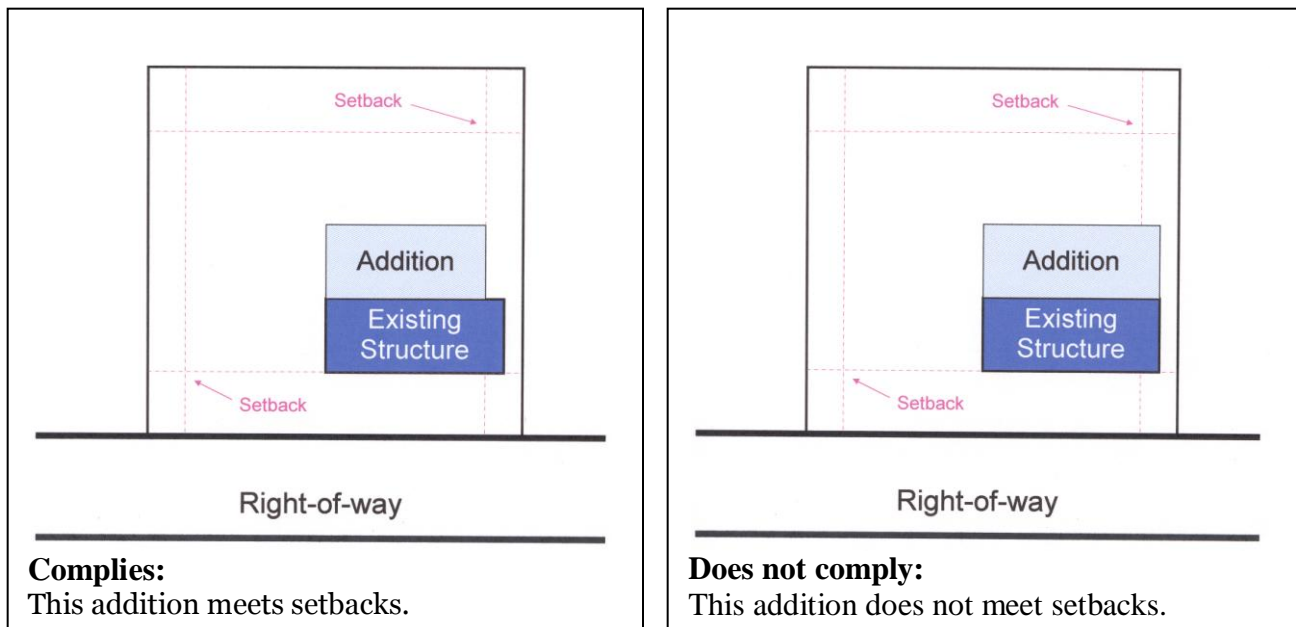 Setback
Addition
Existing
Structure
Setback
Right-of-way
Complies:
This addition meets setbacks.
Setback
Addition
Existing
Structure
Setback
Right-of-way
Does not comply:
This addition does not meet setbacks.